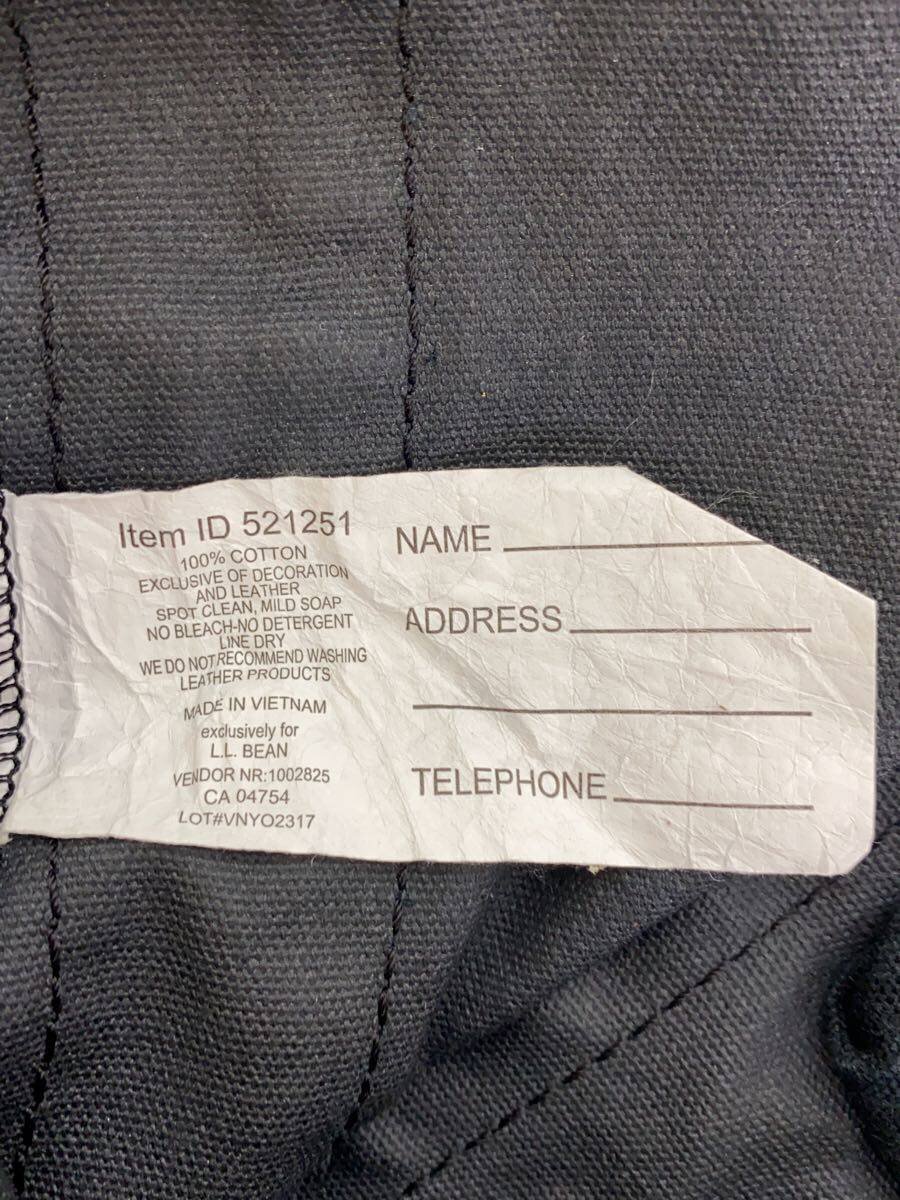 Item ID 521251
100% COTTON
EXCLUSIVE OF DECORATION
AND LEATHER
SPOT CLEAN, MILD SOAP
NO BLEACH-NO DETERGENT
LINE DRY
WE DO NOT RECOMMEND WASHING
LEATHER PRODUCTS
MADE IN VIETNAM
exclusively for
L.L. BEAN
VENDOR NR:1002825
CA 04754
LOT#VNYO2317
NAME
ADDRESS
TELEPHONE